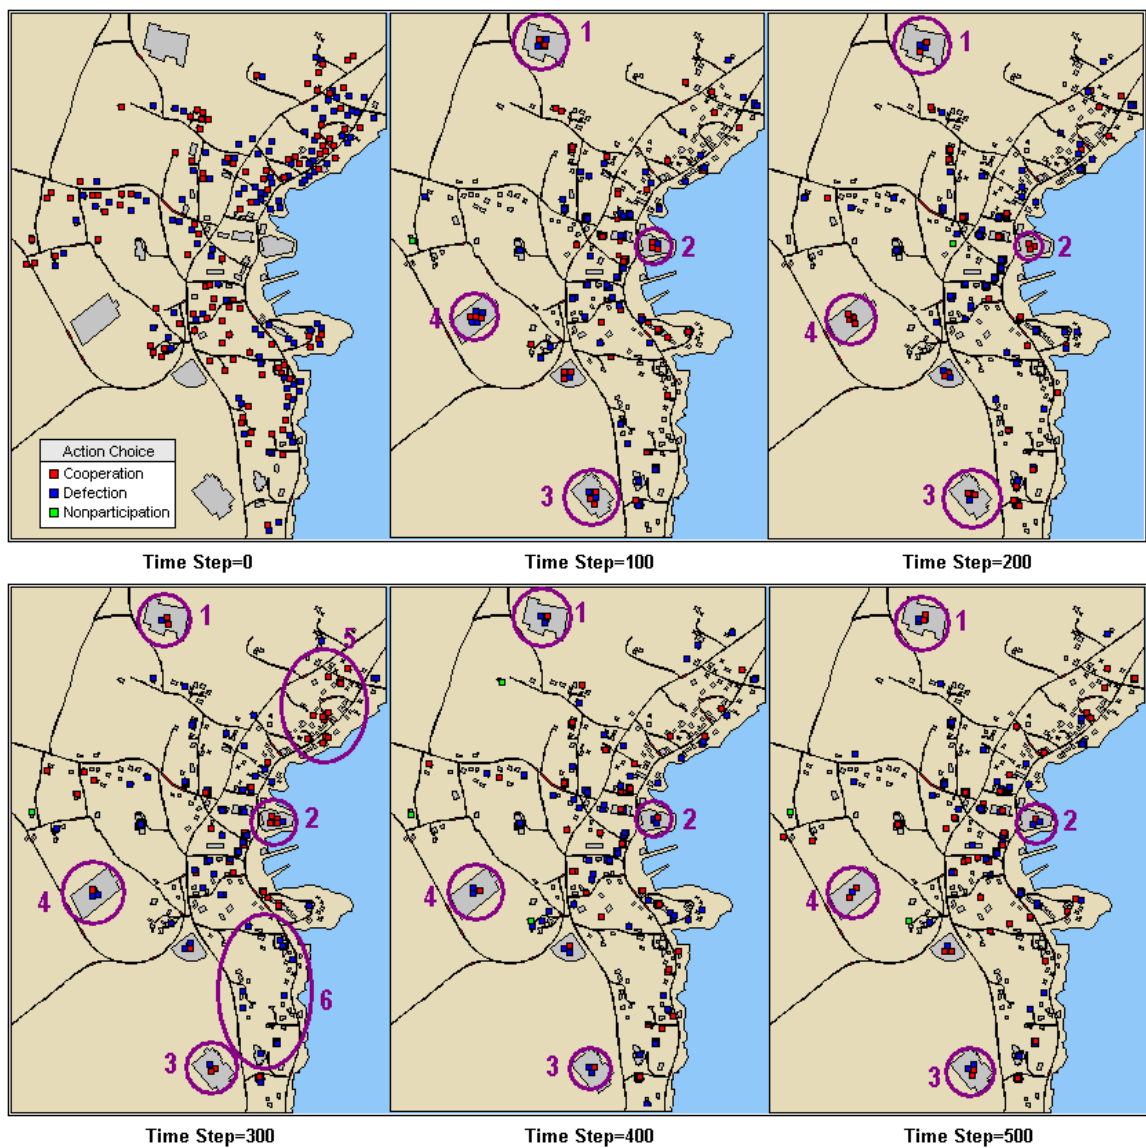 1
1
2
2
4
4
3
3
Action Choice
Cooperation
Defection
Nonparticipation
Time Step=0
Time Step=100
Time Step=200
1
5
1
1
2
2
2
4
4
4
6
3
3
3
Time Step=300
Time Step=400
Time Step=500